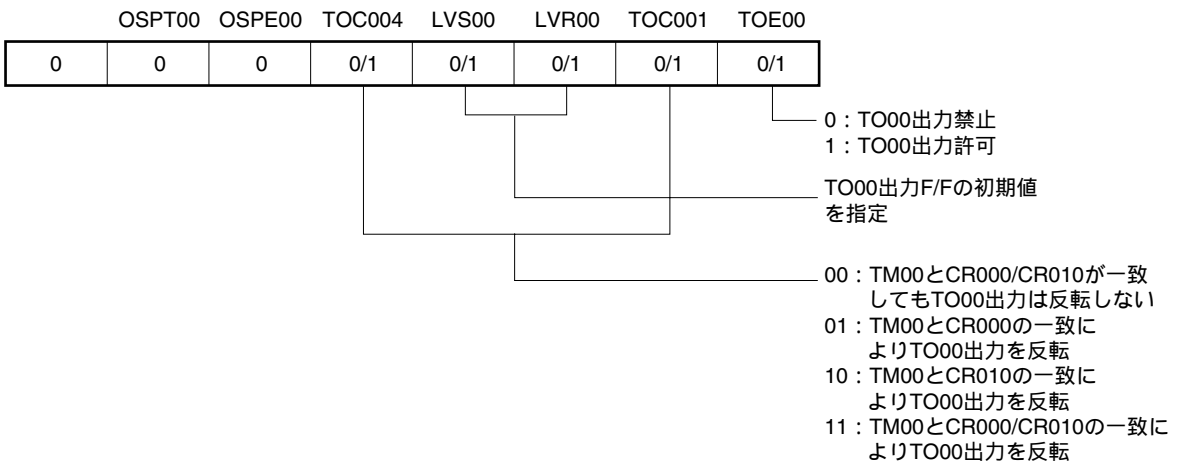 OSPT00 OSPE00 TOC004 LVS00 LVR00 TOC001 TOE00
0 0 0 0/1 0/1 0/1 0/1 0/1
0：TO00出力禁止
1：TO00出力許可
TO00出力F/Fの初期値
を指定
00：TM00とCR000/CR010が一致
してもTO00出力は反転しない
01：TM00とCR000の一致に
よりTO00出力を反転
10：TM00とCR010の一致に
よりTO00出力を反転
11：TM00とCR000/CR010の一致に
よりTO00出力を反転